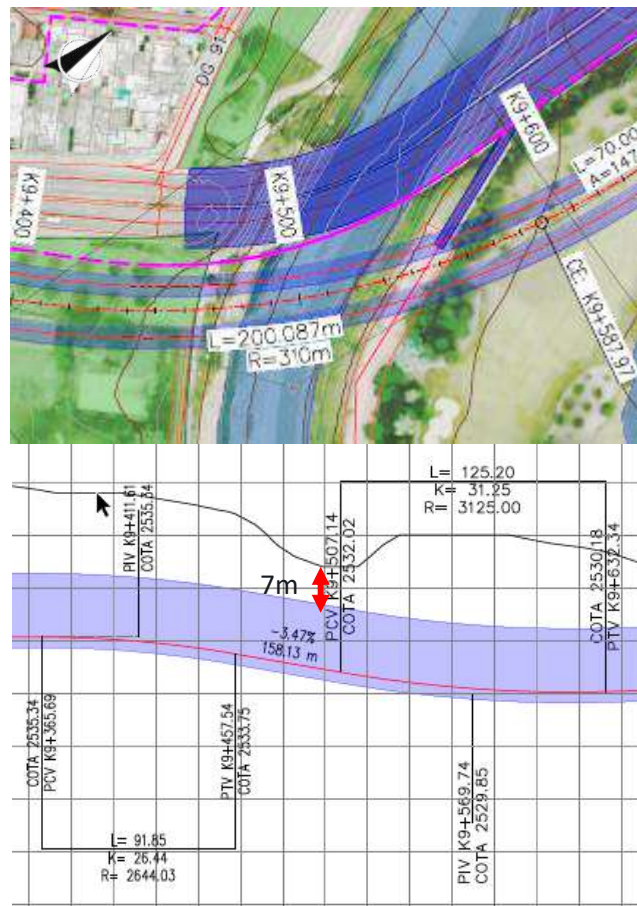 DG 16
K9+600
L=70.00
A=147
K9+500
K9+400
CE: K9+587.97
L=200.087m
R=310m
L= 125.20
K= 31.25
R= 3125.00
PIV K9+411.61
COTA 2535.34
7m
PCV K9+507.14
COTA 2532.02
COTA 2530.18
PTV K9+632.34
-3.47%
158.13 m
COTA 2535.34
PCV K9+365.69
PTV K9+457.54
COTA 2533.75
PIV K9+569.74
COTA 2529.85
L= 91.85
K= 26.44
R= 2644.03